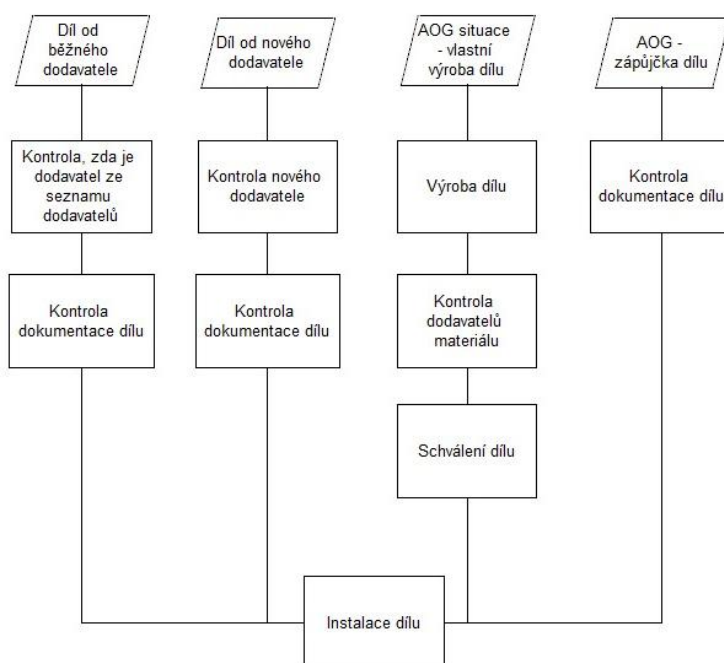 Díl od
běžného
dodavatele
Díl od nového
dodavatele
AOG situace
- vlastní
výroba dílu
AOG -
zápůjčka dílu
Kontrola, zda je
dodavatel ze
seznamu
dodavatelů
Kontrola nového
dodavatele
Výroba dílu
Kontrola
dokumentace dílu
Kontrola
dokumentace dílu
Kontrola
dokumentace dílu
Kontrola
dodavatelů
materiálu
Schválení dílu
Instalace dílu